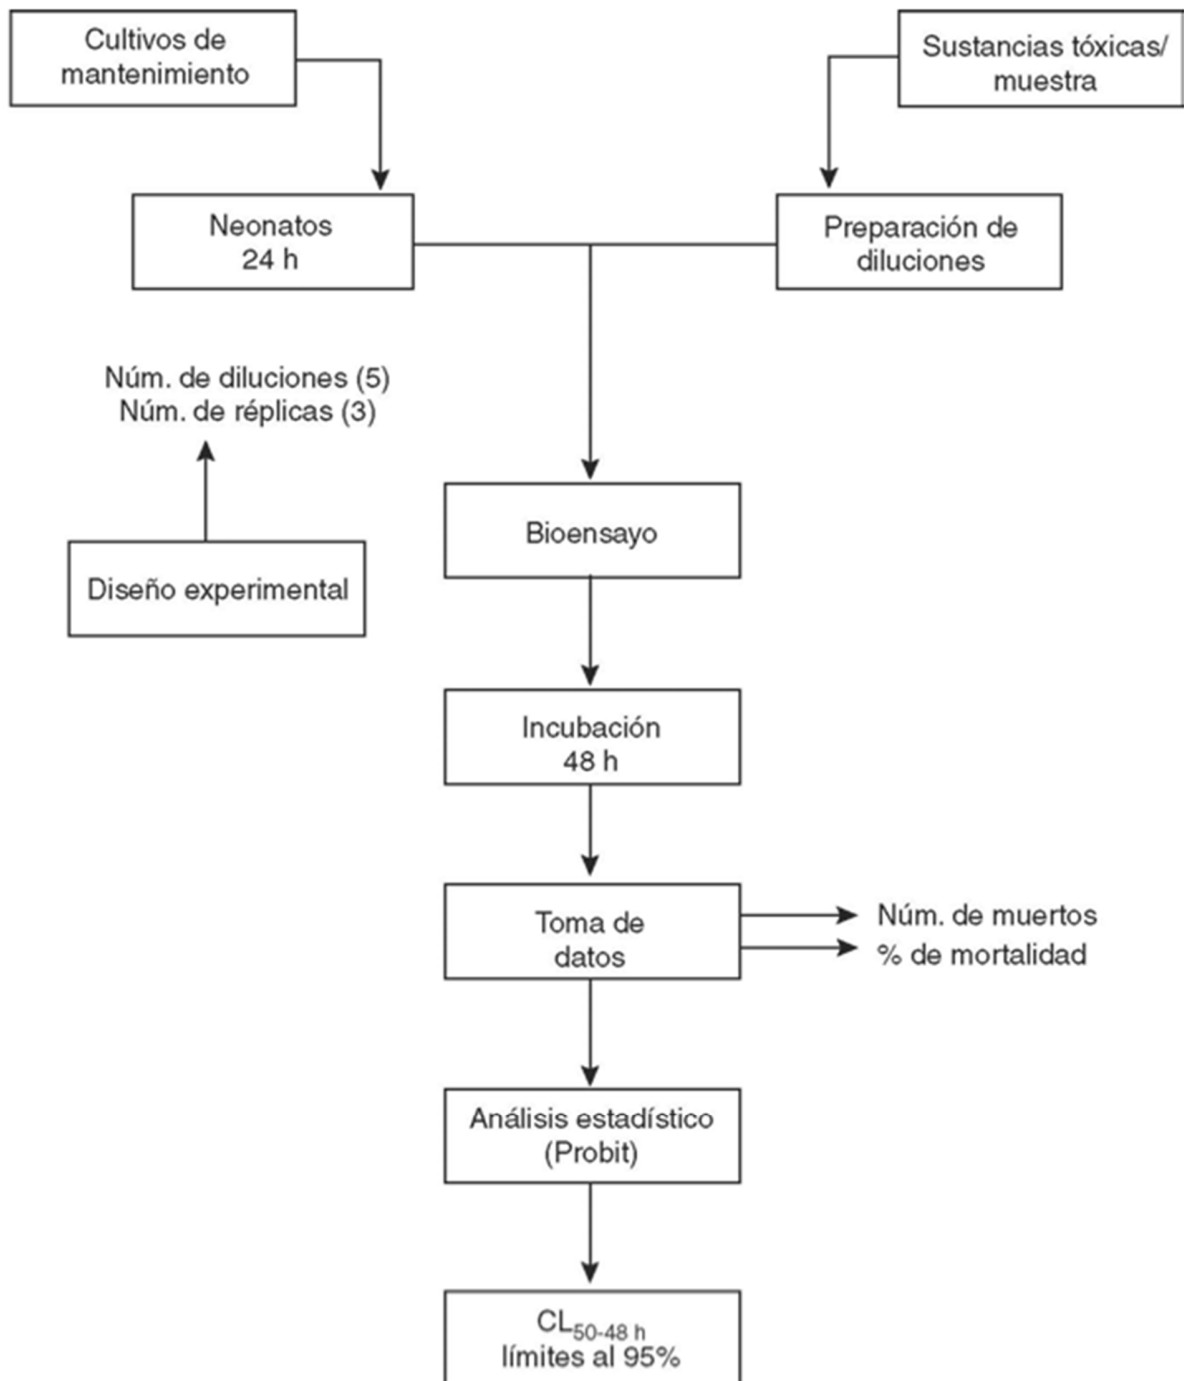 Cultivos de
mantenimiento
Sustancias tóxicas/
muestra
Neonatos
24 h
Preparación de
diluciones
Núm. de diluciones (5)
Núm. de réplicas (3)
Diseño experimental
Bioensayo
Incubación
48 h
Toma de
datos
Núm. de muertos
% de mortalidad
Análisis estadístico
(Probit)
CL50-48 h
límites al 95%